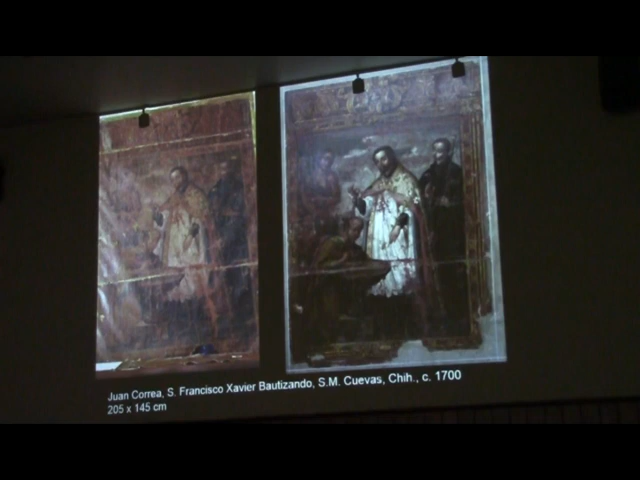 Juan Correa, S. Francisco Xavier Bautizando, S.M. Cuevas, Chih., c. 1700
205 x 145 cm